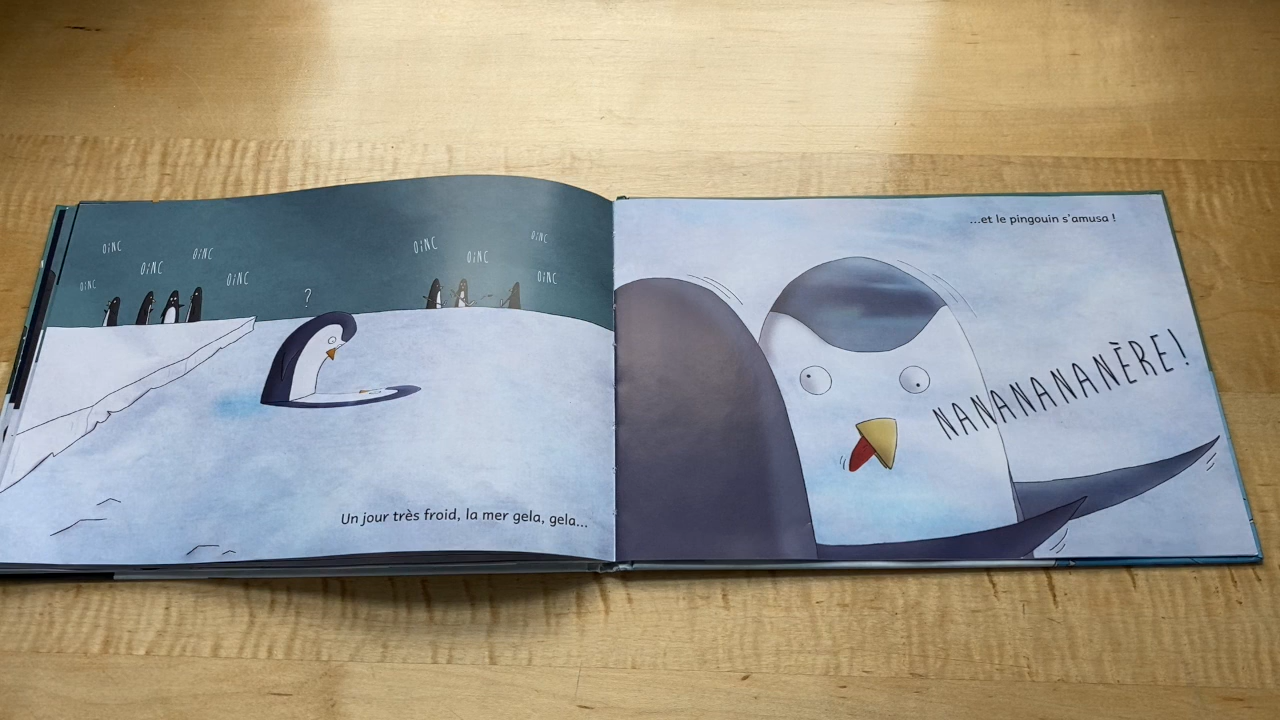 OINC
OINC
OINC
OINC
OINC
?
OINC
OINC
OINC
OINC
Un jour très froid, la mer gela, gela...
...et le pingouin s'amusa !
NANANANANÈRE!